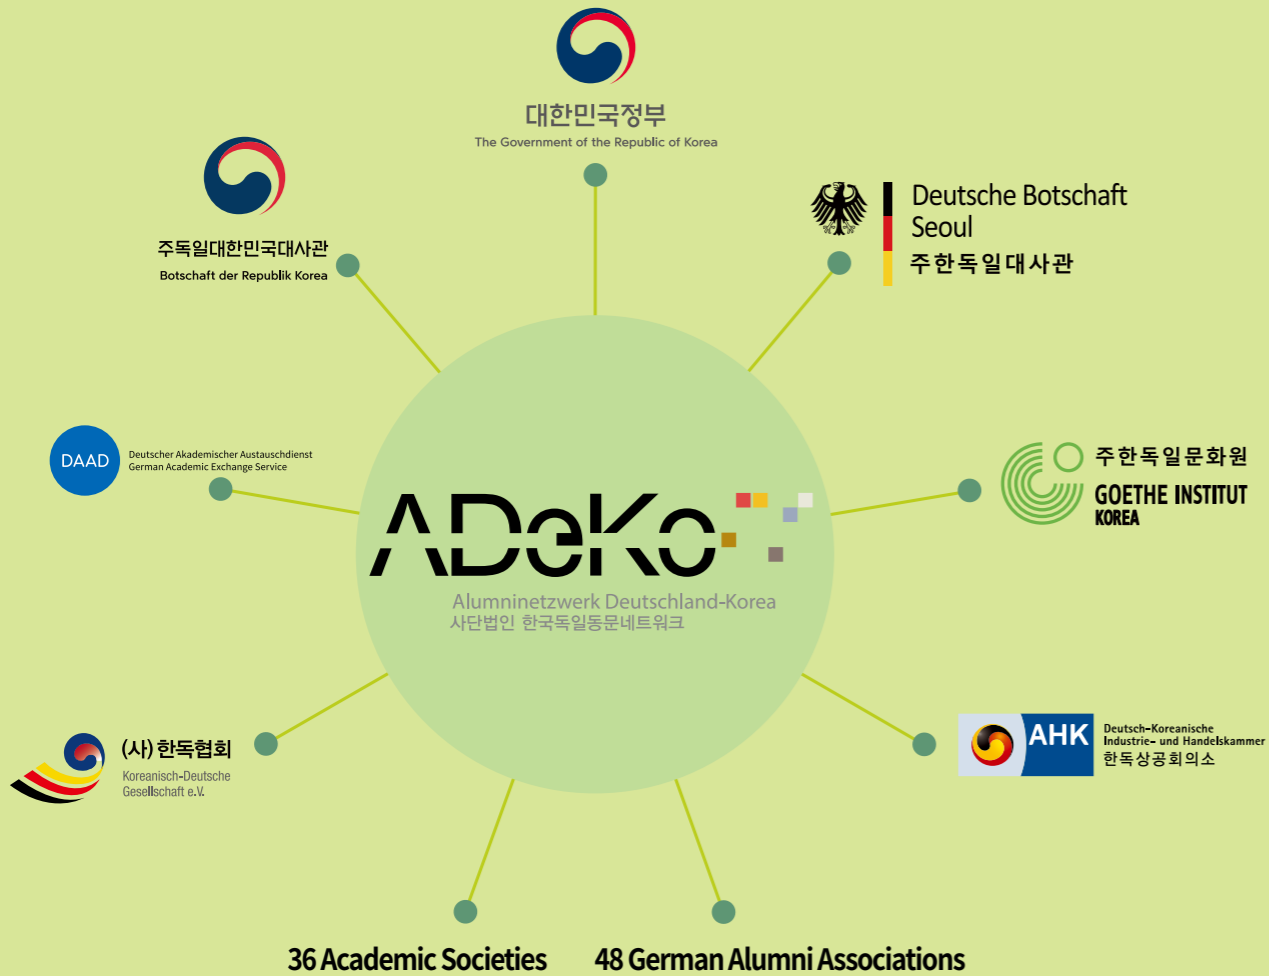 대한민국정부
The Government of the Republic of Korea
주독일대한민국대사관
Botschaft der Republik Korea
Deutsche Botschaft
Seoul
주한독일대사관
DAAD
Deutscher Akademischer Austauschdienst
German Academic Exchange Service
주한독일문화원
GOETHE INSTITUT
KOREA
ADeKo
Alumninetzwerk Deutschland-Korea
사단법인 한국독일동문네트워크
(사) 한독협회
Koreanisch-Deutsche
Gesellschaft e.V.
AHK
Deutsch-Koreanische
Industrie- und Handelskammer
한독상공회의소
36 Academic Societies
48 German Alumni Associations